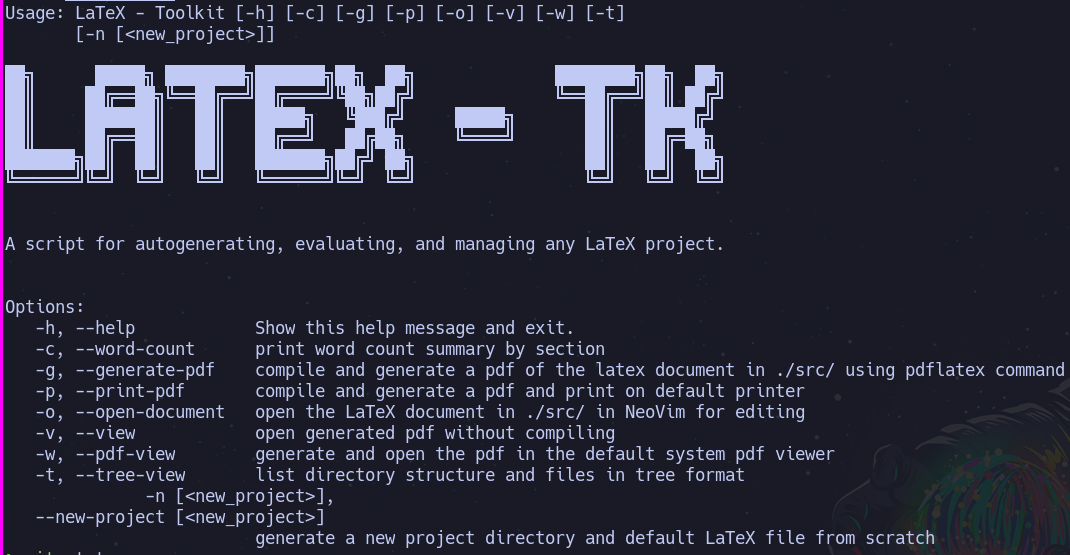 Usage: LaTeX - Toolkit [-h] [-c] [-g] [-p] [-o] [-v] [-w] [-t]
[-n [<new_project>]]
LATEX - TK
A script for autogenerating, evaluating, and managing any LaTeX project.
Options:
-h, --help Show this help message and exit.
-c, --word-count print word count summary by section
-g, --generate-pdf compile and generate a pdf of the latex document in ./src/ using pdflatex command
-p, --print-pdf compile and generate a pdf and print on default printer
-o, --open-document open the LaTeX document in ./src/ in NeoVim for editing
-v, --view open generated pdf without compiling
-w, --pdf-view generate and open the pdf in the default system pdf viewer
-t, --tree-view list directory structure and files in tree format
-n [<new_project>],
--new-project [<new_project>]
generate a new project directory and default LaTeX file from scratch